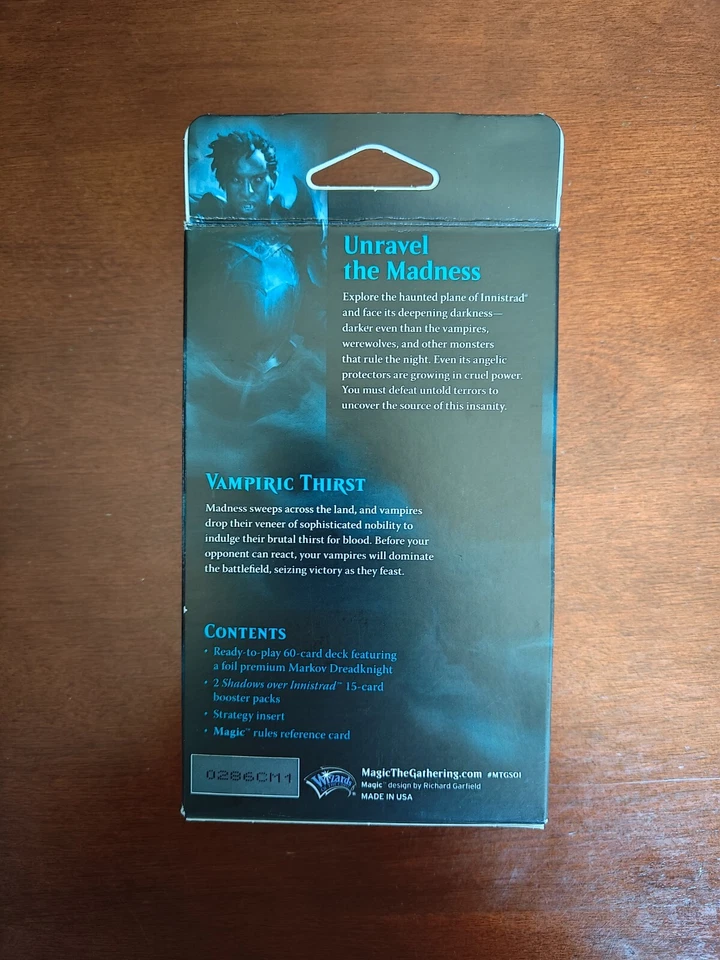 Unravel
the Madness
Explore the haunted plane of Innistrad®
and face its deepening darkness—
darker even than the vampires,
werewolves, and other monsters
that rule the night. Even its angelic
protectors are growing in cruel power.
You must defeat untold terrors to
uncover the source of this insanity.
Vampiric Thirst
Madness sweeps across the land, and vampires
drop their veneer of sophisticated nobility to
indulge their brutal thirst for blood. Before your
opponent can react, your vampires will dominate
the battlefield, seizing victory as they feast.
Contents
• Ready-to-play 60-card deck featuring
a foil premium Markov Dreadknight
• 2 Shadows over Innistrad™ 15-card
booster packs
• Strategy insert
• Magic™ rules reference card
0286CM1
Wizards
MagicTheGathering.com #MTGSOI
Magic™ design by Richard Garfield
MADE IN USA